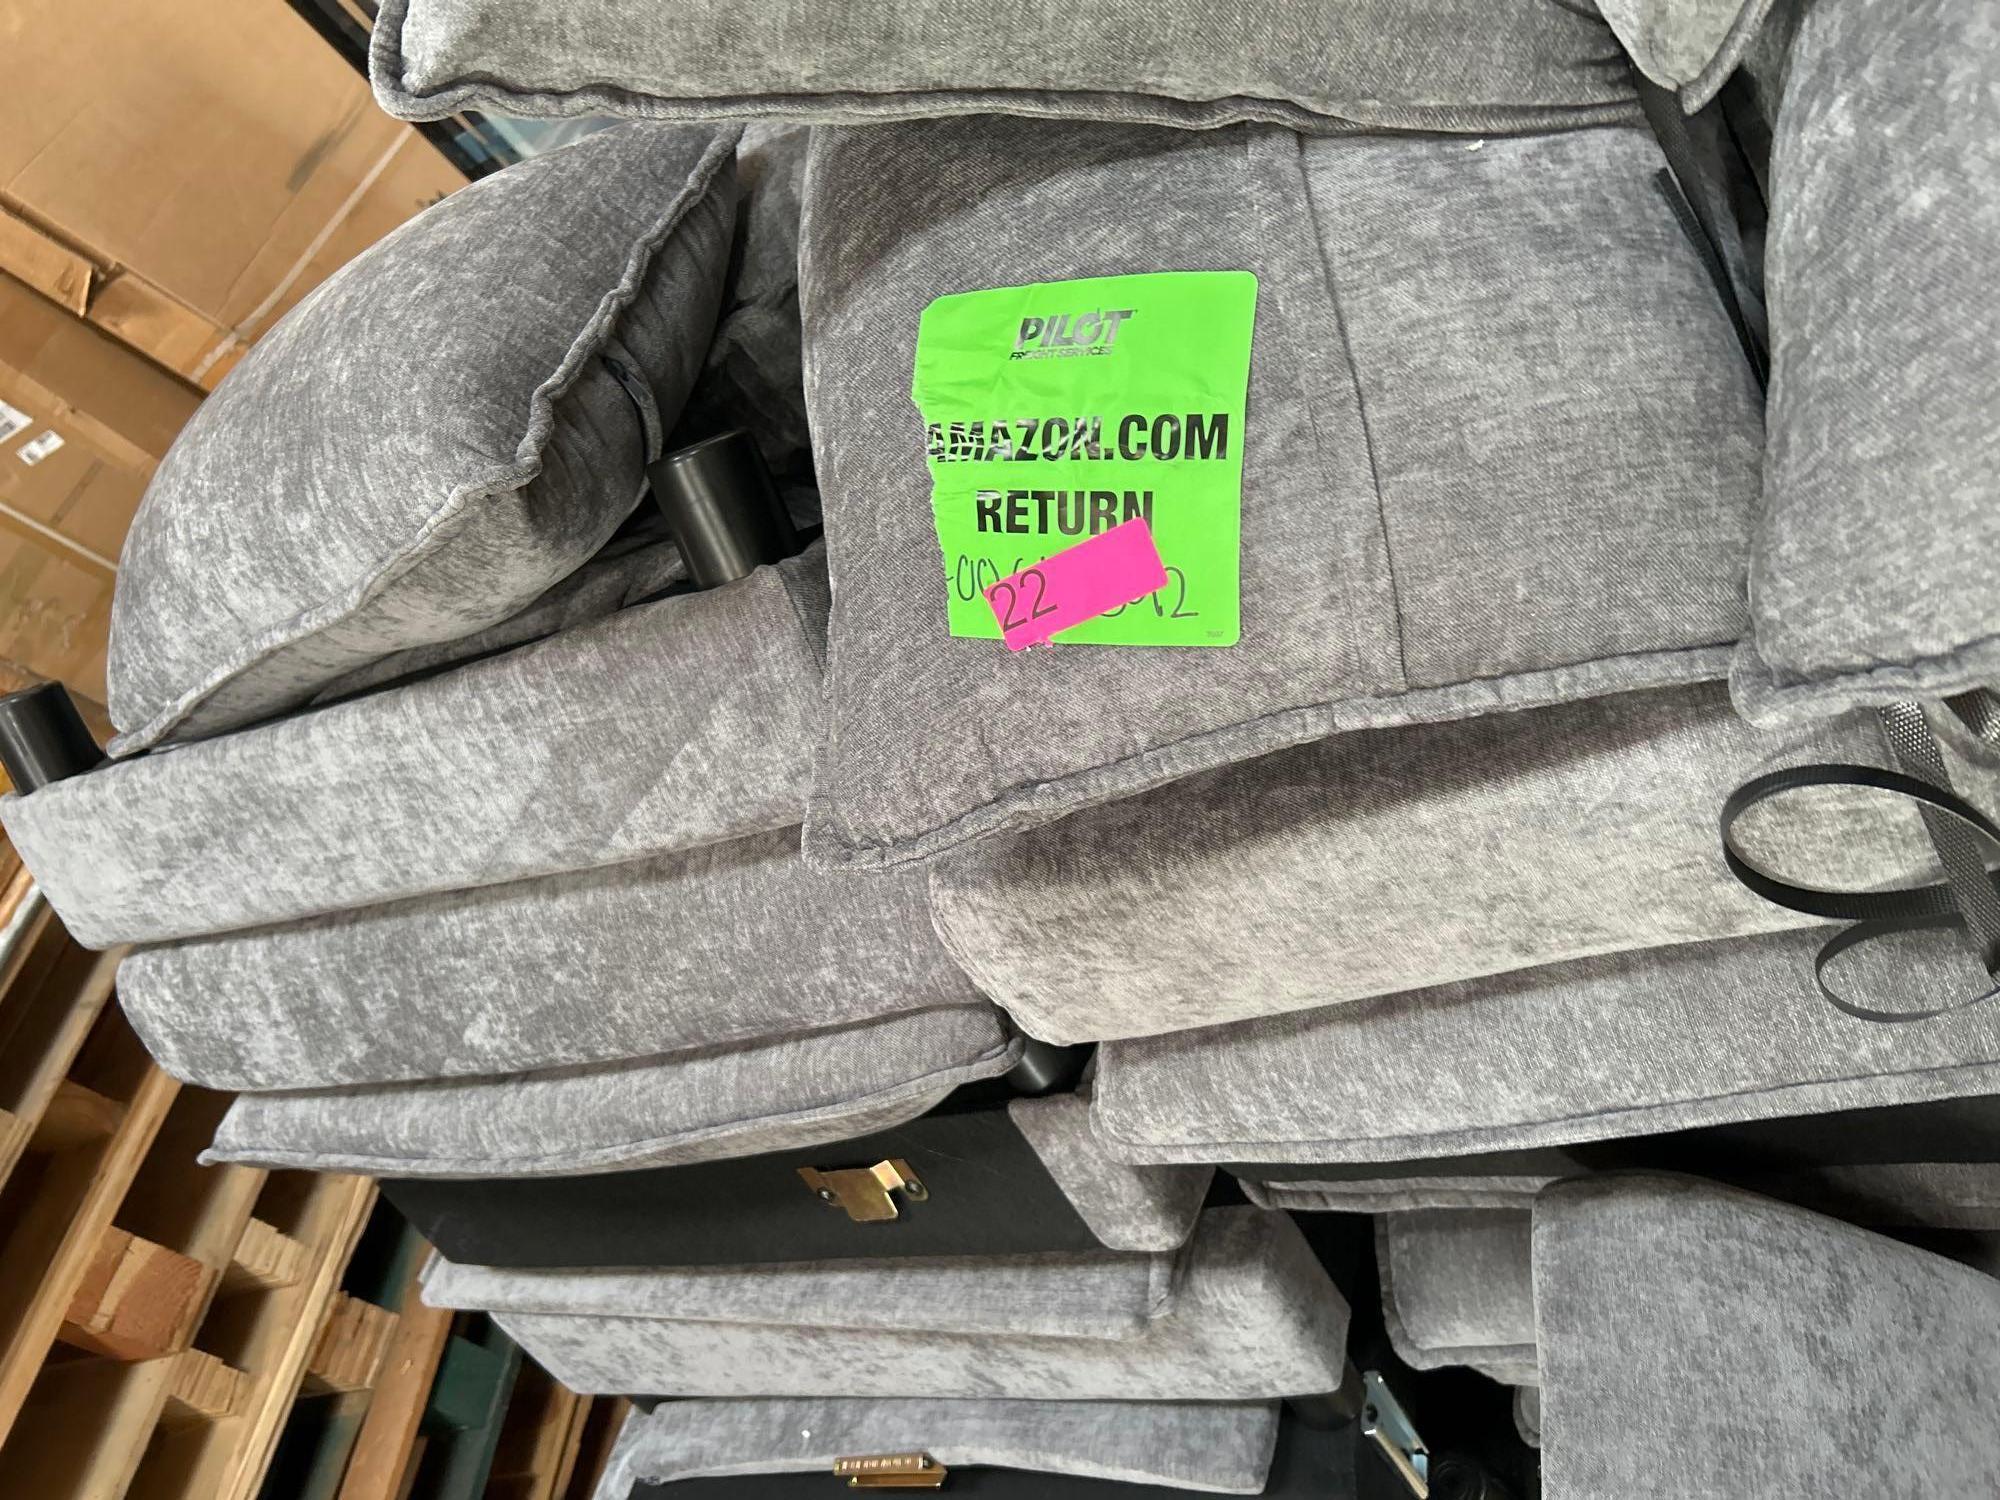 PILOT
FREIGHT SERVICES
AMAZON.COM
RETURN
22